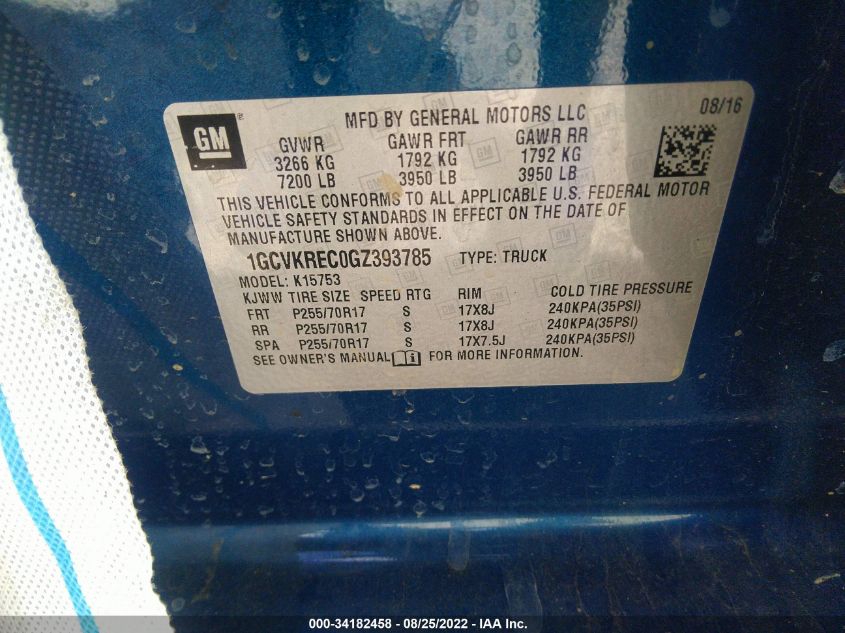 GM
MFD BY GENERAL MOTORS LLC 08/16
GVWR GAWR FRT GAWR RR
3266 KG 1792 KG 1792 KG
7200 LB 3950 LB 3950 LB
THIS VEHICLE CONFORMS TO ALL APPLICABLE U.S. FEDERAL MOTOR
VEHICLE SAFETY STANDARDS IN EFFECT ON THE DATE OF
MANUFACTURE SHOWN ABOVE.
1GCVKREC0GZ393785 TYPE: TRUCK
MODEL: K15753
KJWW TIRE SIZE SPEED RTG RIM COLD TIRE PRESSURE
FRT P255/70R17 S 17X8J 240KPA(35PSI)
RR P255/70R17 S 17X8J 240KPA(35PSI)
SPA P255/70R17 S 17X7.5J 240KPA(35PSI)
SEE OWNER'S MANUAL FOR MORE INFORMATION.
000-34182458 - 08/25/2022 - IAA Inc.